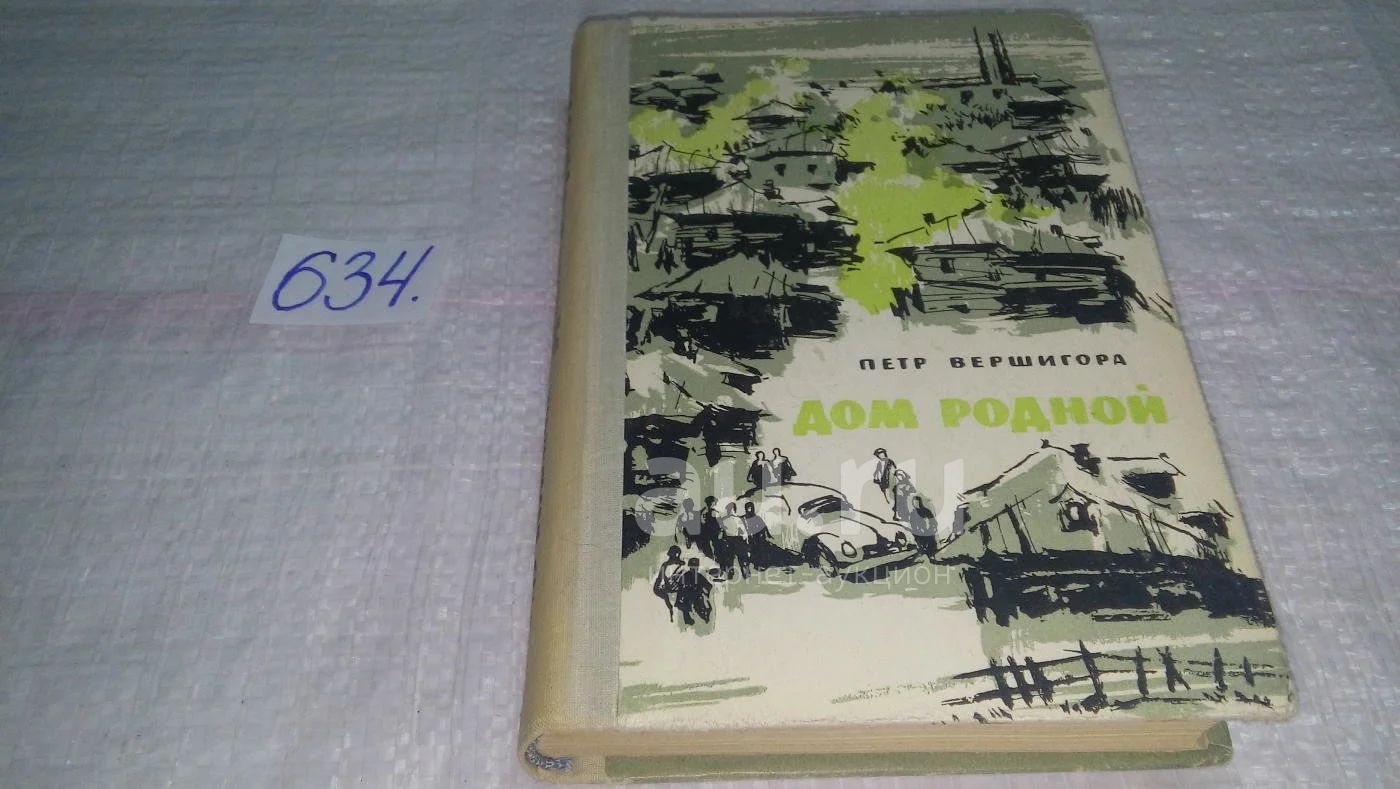 634.
ПЕТР ВЕРШИГОРА
ДОМ РОДНОЙ
au.ru
интернет-аукцион